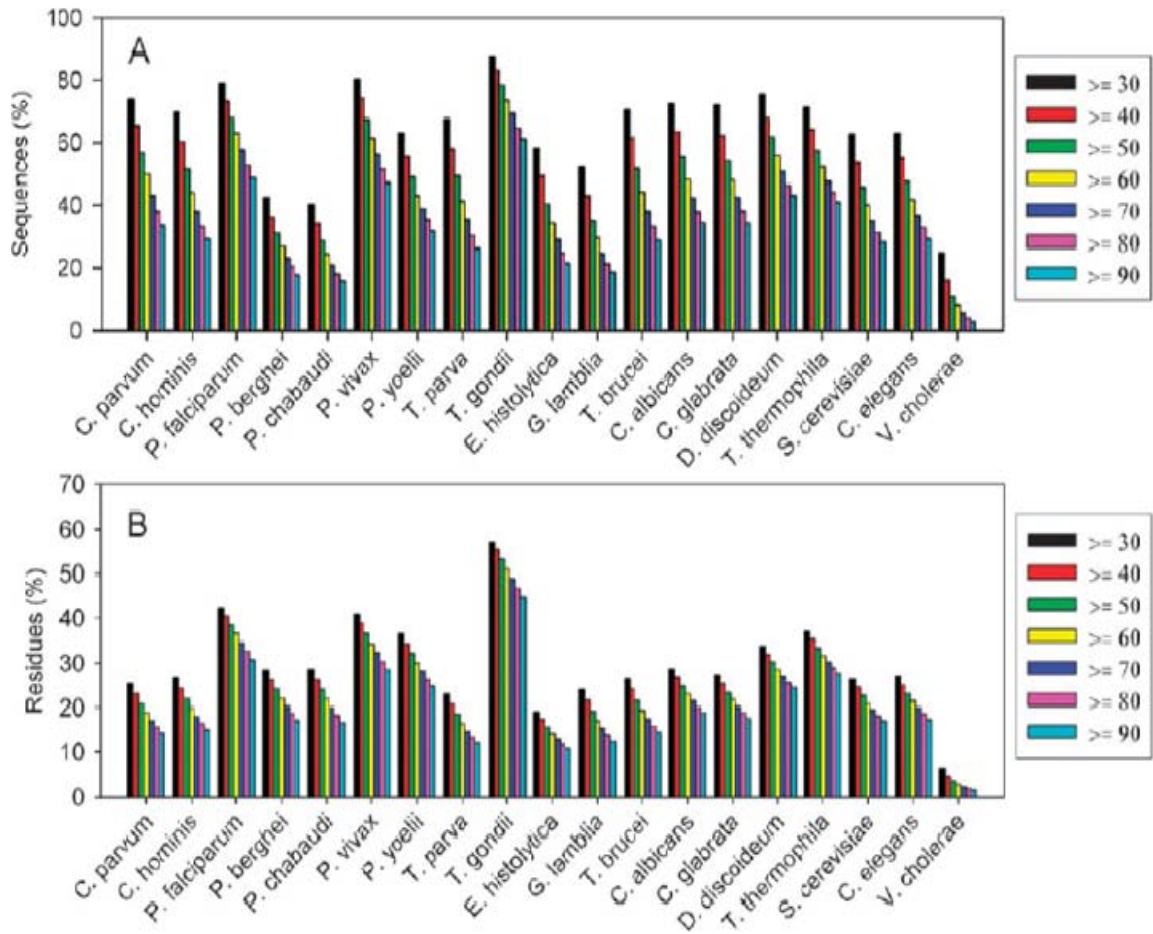 100
80
60
40
20
0
Sequences (%)
A
>= 30
>= 40
>= 50
>= 60
>= 70
>= 80
>= 90
C. parvum
C. hominis
P. falciparum
P. berghei
P. chabaudi
P. vivax
P. yoelii
T. parva
T. gondii
E. histolytica
G. lamblia
T. brucei
C. albicans
C. glabrata
D. discoideum
T. thermophila
S. cerevisiae
C. elegans
V. cholerae
70
60
50
40
30
20
10
0
Residues (%)
B
>= 30
>= 40
>= 50
>= 60
>= 70
>= 80
>= 90
C. parvum
C. hominis
P. falciparum
P. berghei
P. chabaudi
P. vivax
P. yoelii
T. parva
T. gondii
E. histolytica
G. lamblia
T. brucei
C. albicans
C. glabrata
D. discoideum
T. thermophila
S. cerevisiae
C. elegans
V. cholerae